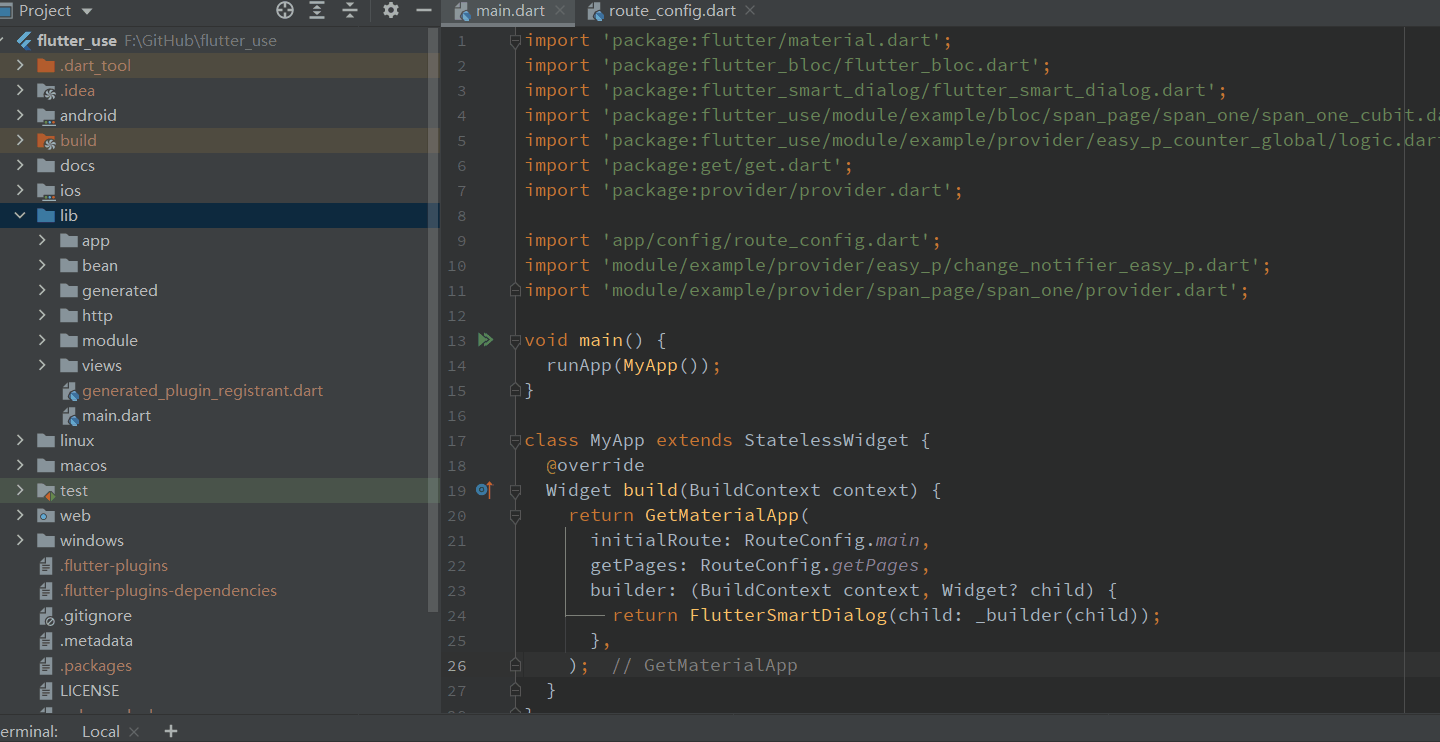 Project
main.dart
route_config.dart
flutter_use F:\GitHub\flutter_use
.dart_tool
.idea
android
build
docs
ios
lib
app
bean
generated
http
module
views
generated_plugin_registrant.dart
main.dart
linux
macos
test
web
windows
.flutter-plugins
.flutter-plugins-dependencies
.gitignore
.metadata
.packages
LICENSE
1 import 'package:flutter/material.dart';
2 import 'package:flutter_bloc/flutter_bloc.dart';
3 import 'package:flutter_smart_dialog/flutter_smart_dialog.dart';
4 import 'package:flutter_use/module/example/bloc/span_page/span_one/span_one_cubit.da
5 import 'package:flutter_use/module/example/provider/easy_p_counter_global/logic.dart
6 import 'package:get/get.dart';
7 import 'package:provider/provider.dart';
8
9 import 'app/config/route_config.dart';
10 import 'module/example/provider/easy_p/change_notifier_easy_p.dart';
11 import 'module/example/provider/span_page/span_one/provider.dart';
12
13 void main() {
14 runApp(MyApp());
15 }
16
17 class MyApp extends StatelessWidget {
18 @override
19 Widget build(BuildContext context) {
20 return GetMaterialApp(
21 initialRoute: RouteConfig.main,
22 getPages: RouteConfig.getPages,
23 builder: (BuildContext context, Widget? child) {
24 return FlutterSmartDialog(child: _builder(child));
25 },
26 ); // GetMaterialApp
27 }
erminal: Local